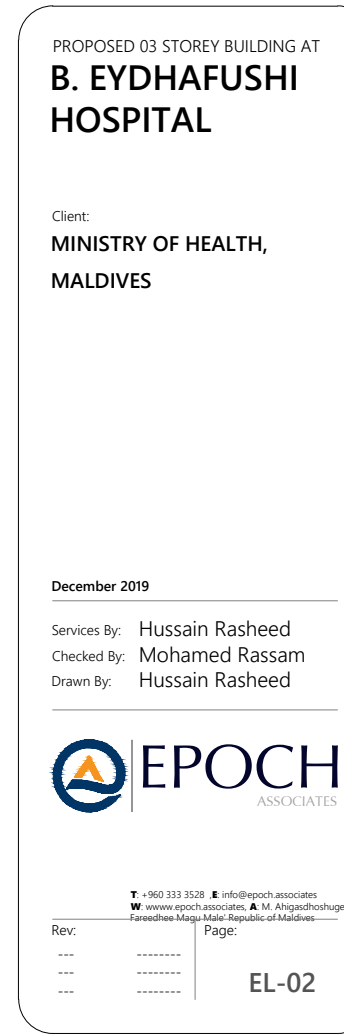 PROPOSED 03 STOREY BUILDING AT
B. EYDHAFUSHI
HOSPITAL
Client:
MINISTRY OF HEALTH,
MALDIVES
December 2019
Services By: Hussain Rasheed
Checked By: Mohamed Rassam
Drawn By: Hussain Rasheed
EPOCH
ASSOCIATES
T: +960 333 3528 ,E: info@epoch.associates
W: wwww.epoch.associates, A: M. Ahigasdhoshuge
Fareedhee Magu Male' Republic of Maldives
Rev: Page:
--- --------
--- --------
--- --------
EL-02